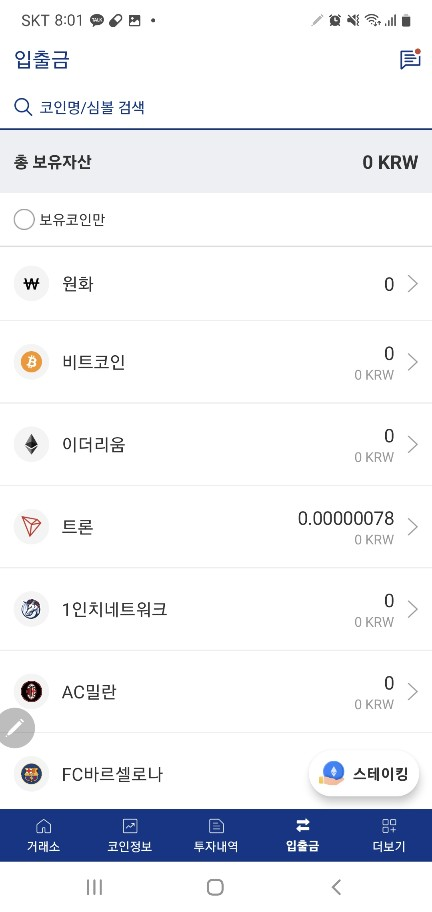 SKT 8:01
입출금
코인명/심볼 검색
총 보유자산 0 KRW
보유코인만
원화 0
비트코인 0
0 KRW
이더리움 0
0 KRW
트론 0.00000078
0 KRW
1인치네트워크 0
0 KRW
AC밀란 0
0 KRW
FC바르셀로나
스테이킹
거래소 코인정보 투자내역 입출금 더보기